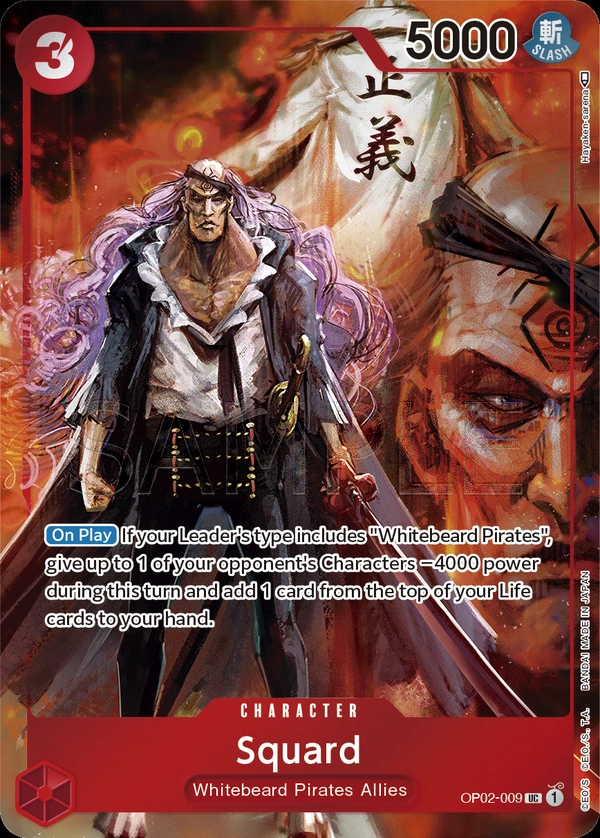 3
5000
斬
SLASH
正
義
Hayaken-sarena
SAMPLE
On Play If your Leader's type includes "Whitebeard Pirates",
give up to 1 of your opponent's Characters −4000 power
during this turn and add 1 card from the top of your Life
cards to your hand.
CHARACTER
Squard
Whitebeard Pirates Allies
OP02-009 UC 1
©E.O/S ©E.O./S., T.A. BANDAI MADE IN JAPAN